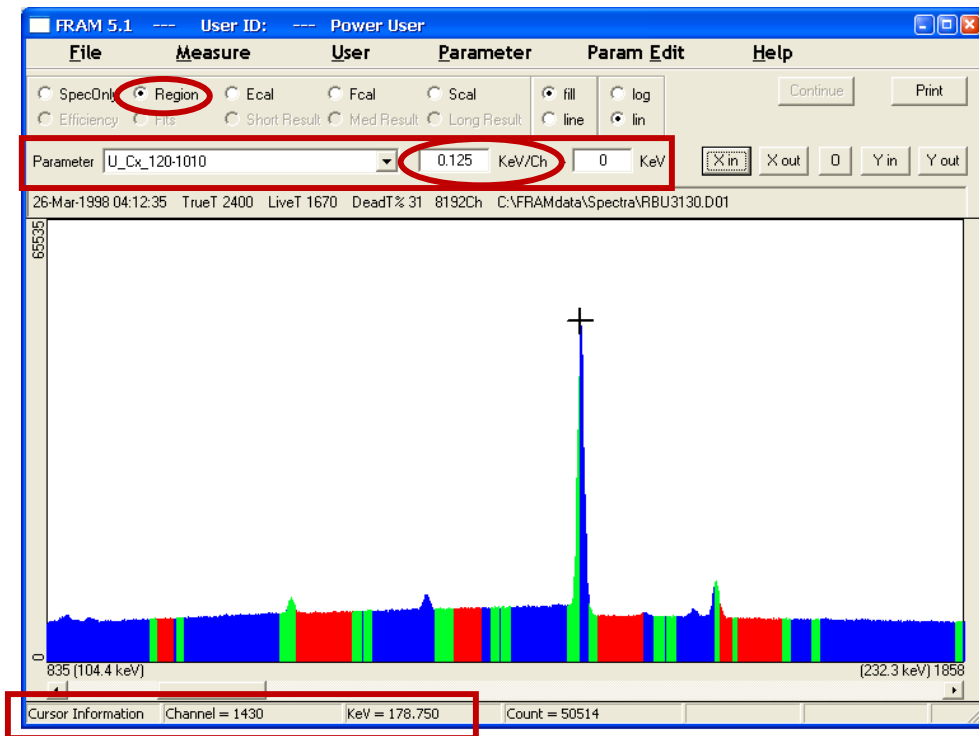 FRAM 5.1 --- User ID: --- Power User
File Measure User Parameter Param Edit Help
SpecOnly Region Ecal Fcal Scal fill log Continue Print
Efficiency Fits Short Result Med Result Long Result line lin
Parameter U_Cx_120-1010 0.125 KeV/Ch 0 KeV X in X out 0 Y in Y out
26-Mar-1998 04:12:35 TrueT 2400 LiveT 1670 DeadT% 31 8192Ch C:\FRAMdata\Spectra\RBU3130.D01
65535
0
835 (104.4 keV) (232.3 keV) 1858
Cursor Information Channel = 1430 KeV = 178.750 Count = 50514